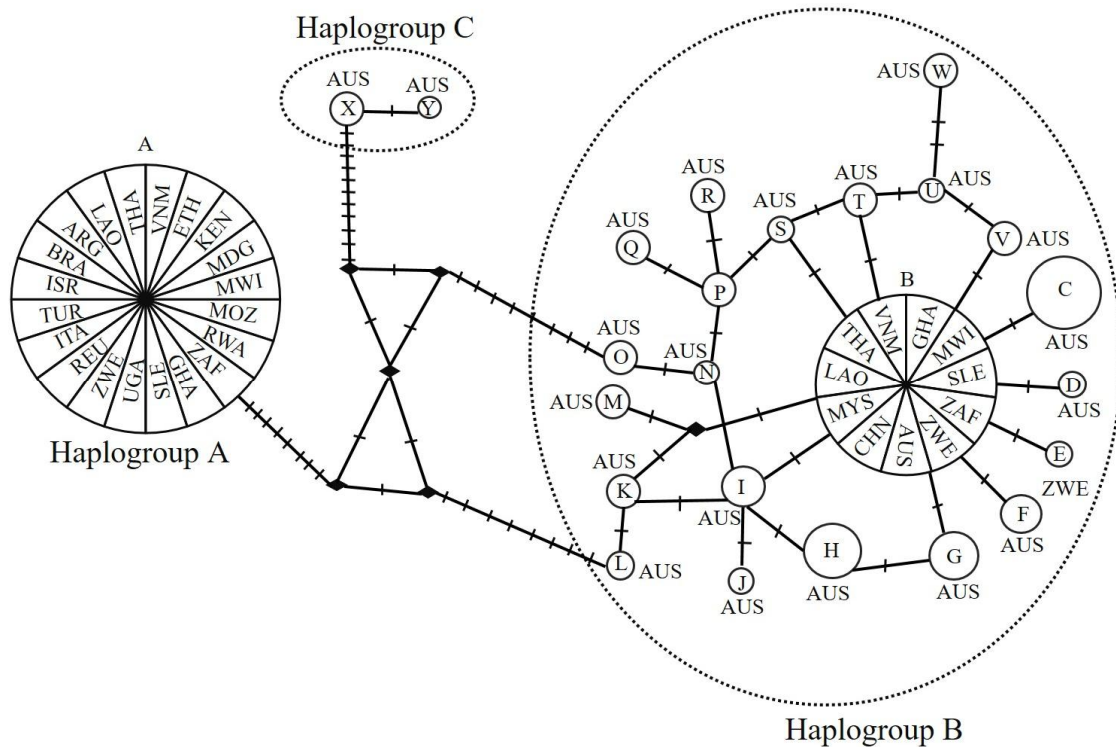 Haplogroup C
AUS
AUS
X
Y
A
THA
VNM
ETH
KEN
MDG
MWI
MOZ
RWA
ZAF
GHA
SLE
UGA
ZWE
REU
ITA
TUR
ISR
BRA
ARG
LAO
Haplogroup A
AUS
W
AUS
R
AUS
Q
AUS
S
AUS
T
U
AUS
V
AUS
P
AUS
O
AUS
N
AUS
M
AUS
K
L
AUS
I
AUS
J
AUS
H
AUS
G
AUS
B
THA
VNM
GHA
MWI
SLE
ZAF
ZWE
AUS
CHN
MYS
LAO
C
AUS
D
AUS
E
ZWE
F
AUS
Haplogroup B